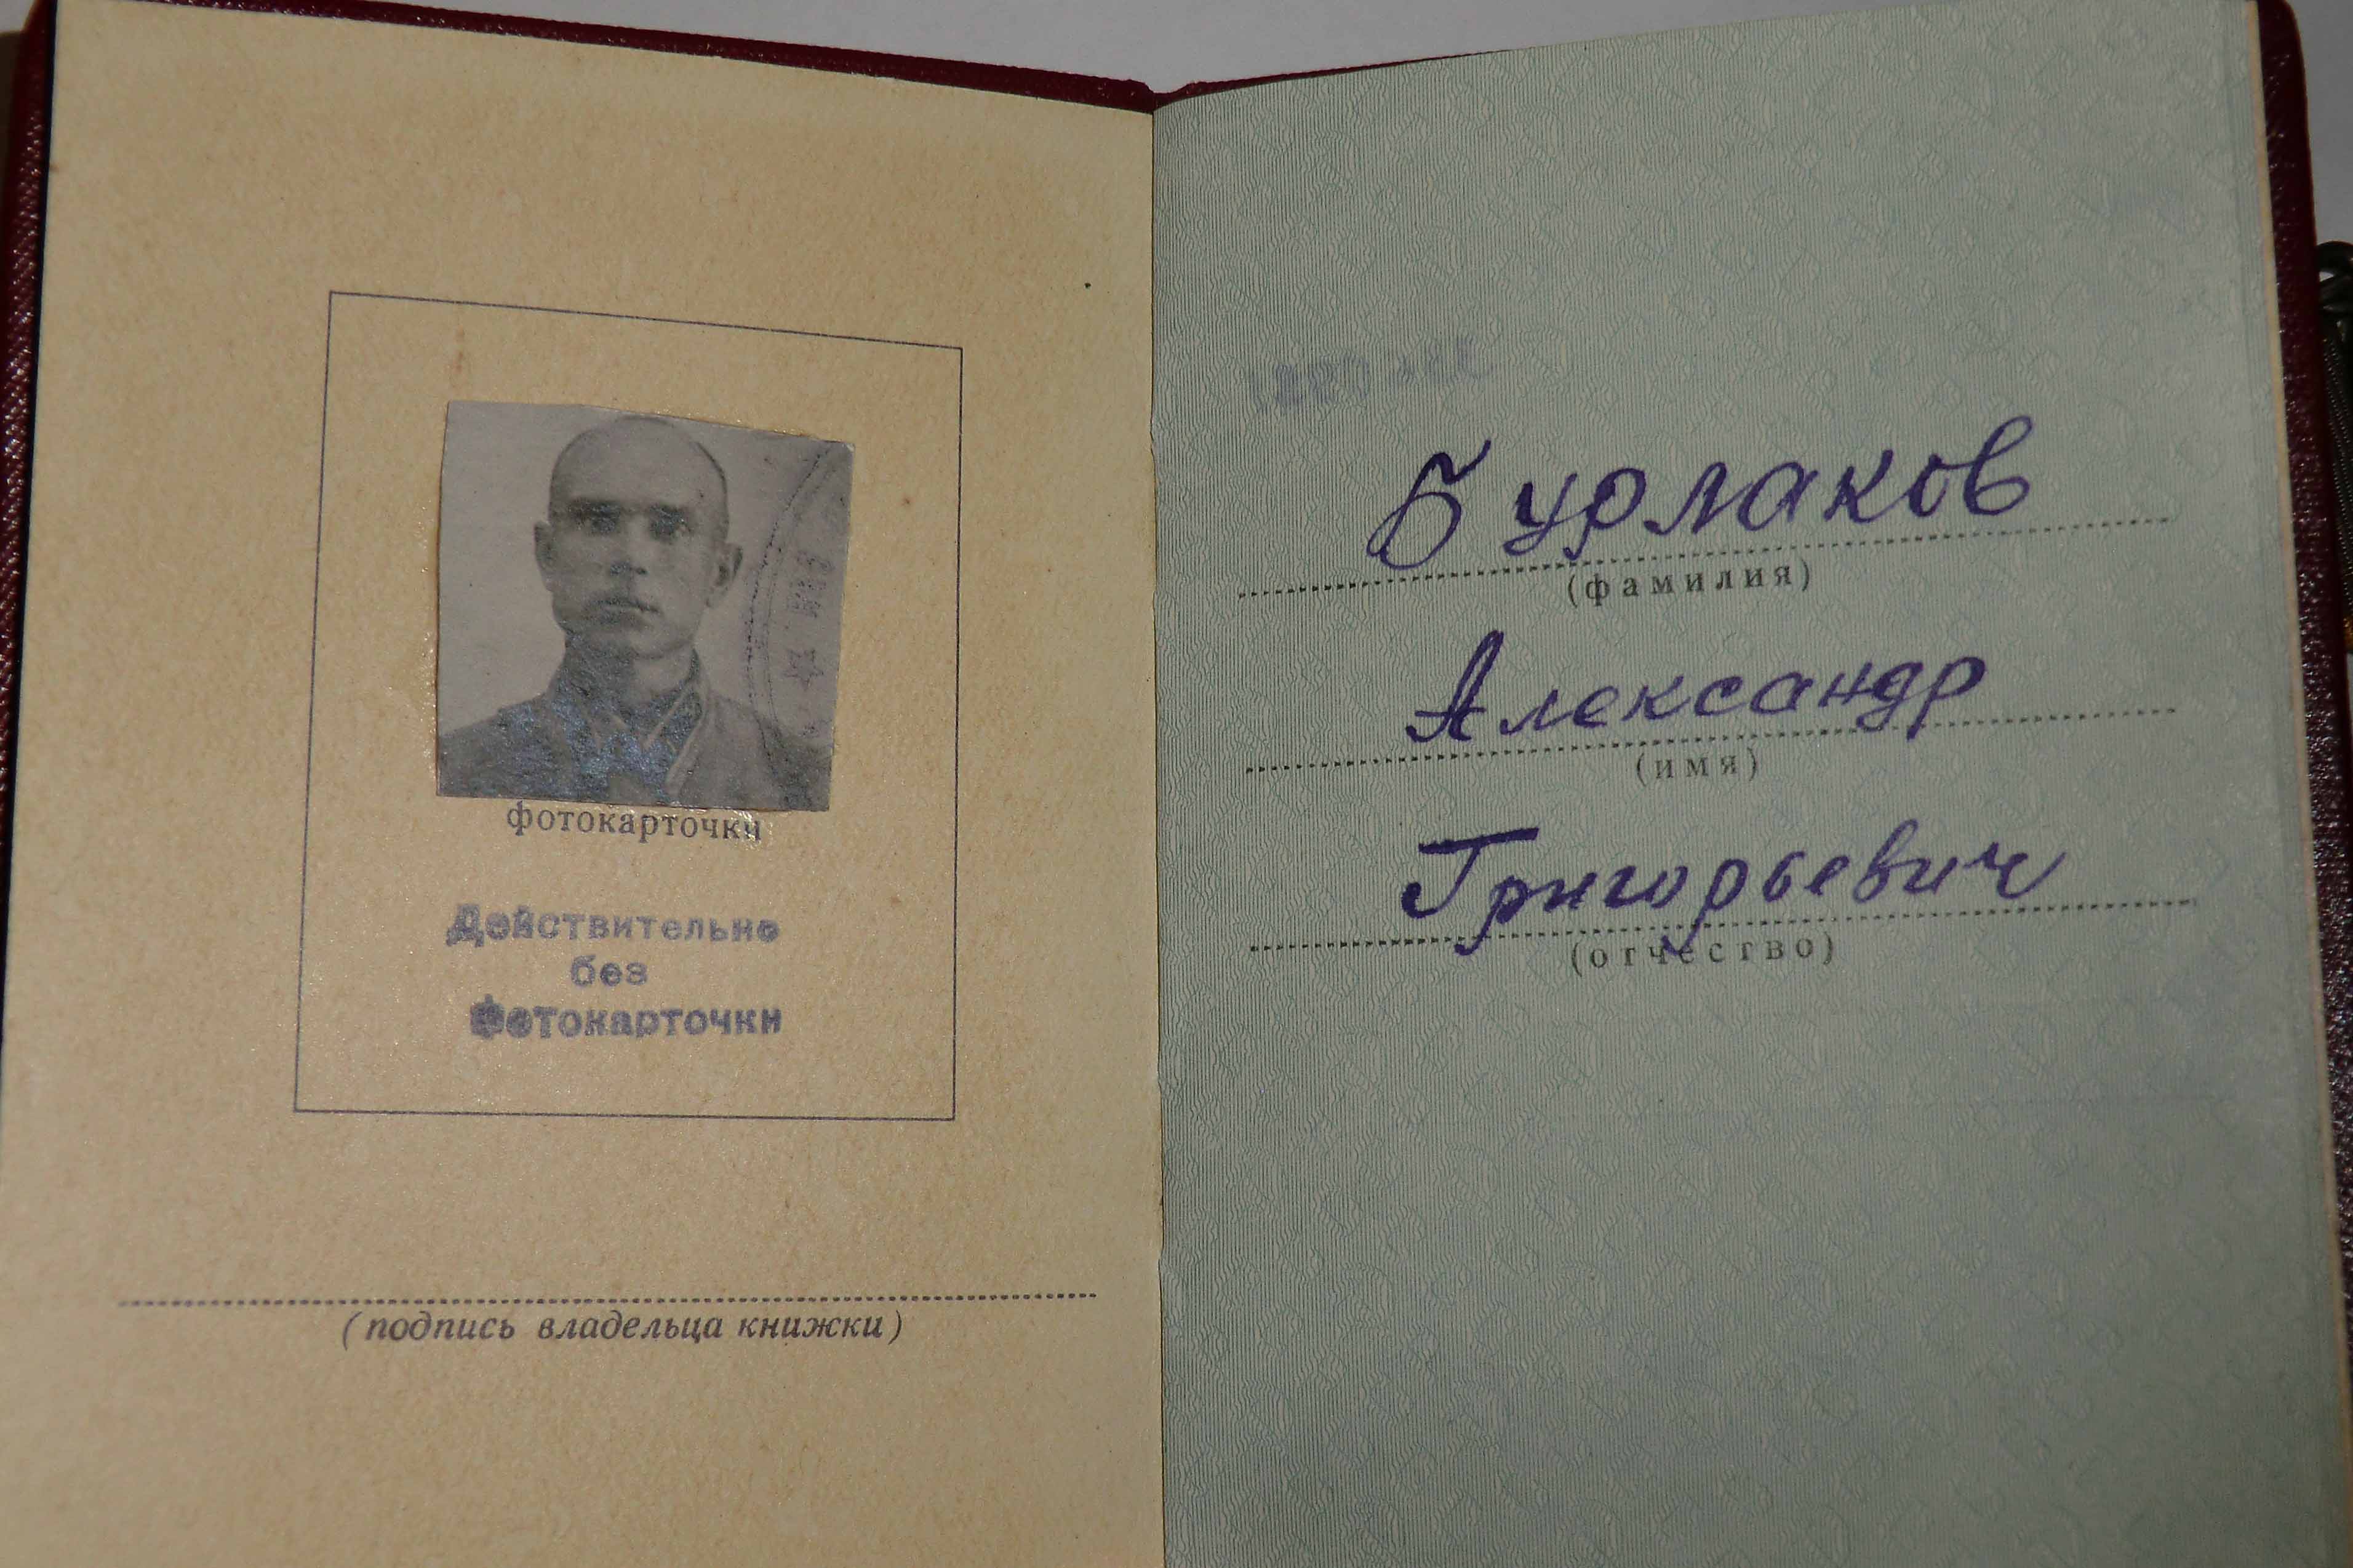 фотокарточки
Действительно
без
Фотокарточки
(подпись владельца книжки)
Бурлаков
(фамилия)
Александр
(имя)
Григорьевич
(отчество)